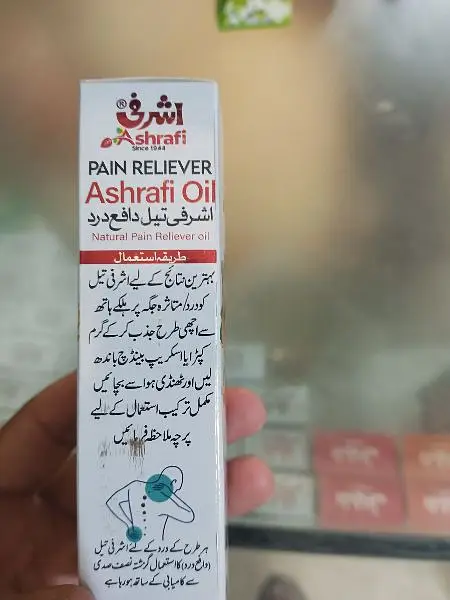 اشرفی®
Ashrafi
Since 1944
PAIN RELIEVER
Ashrafi Oil
اشرفی تیل دافع درد
Natural Pain Reliever oil
طریقہ استعمال
بہترین نتائج کے لیے اشرفی تیل
کو درد/متاثرہ جگہ پر ہلکے ہاتھ
سے اچھی طرح جذب کر کے گرم
کپڑا یا اسکریپ بینڈچ باندھ
لیں اور ٹھنڈی ہوا سے بچائیں
مکمل ترکیب استعمال کے لیے
پرچہ ملاحظہ فرمائیں
ہر طرح کے درد کے لئے اشرفی تیل
(دافع درد) کا استعمال گزشتہ نصف صدی
سے کامیابی کے ساتھ ہو رہا ہے